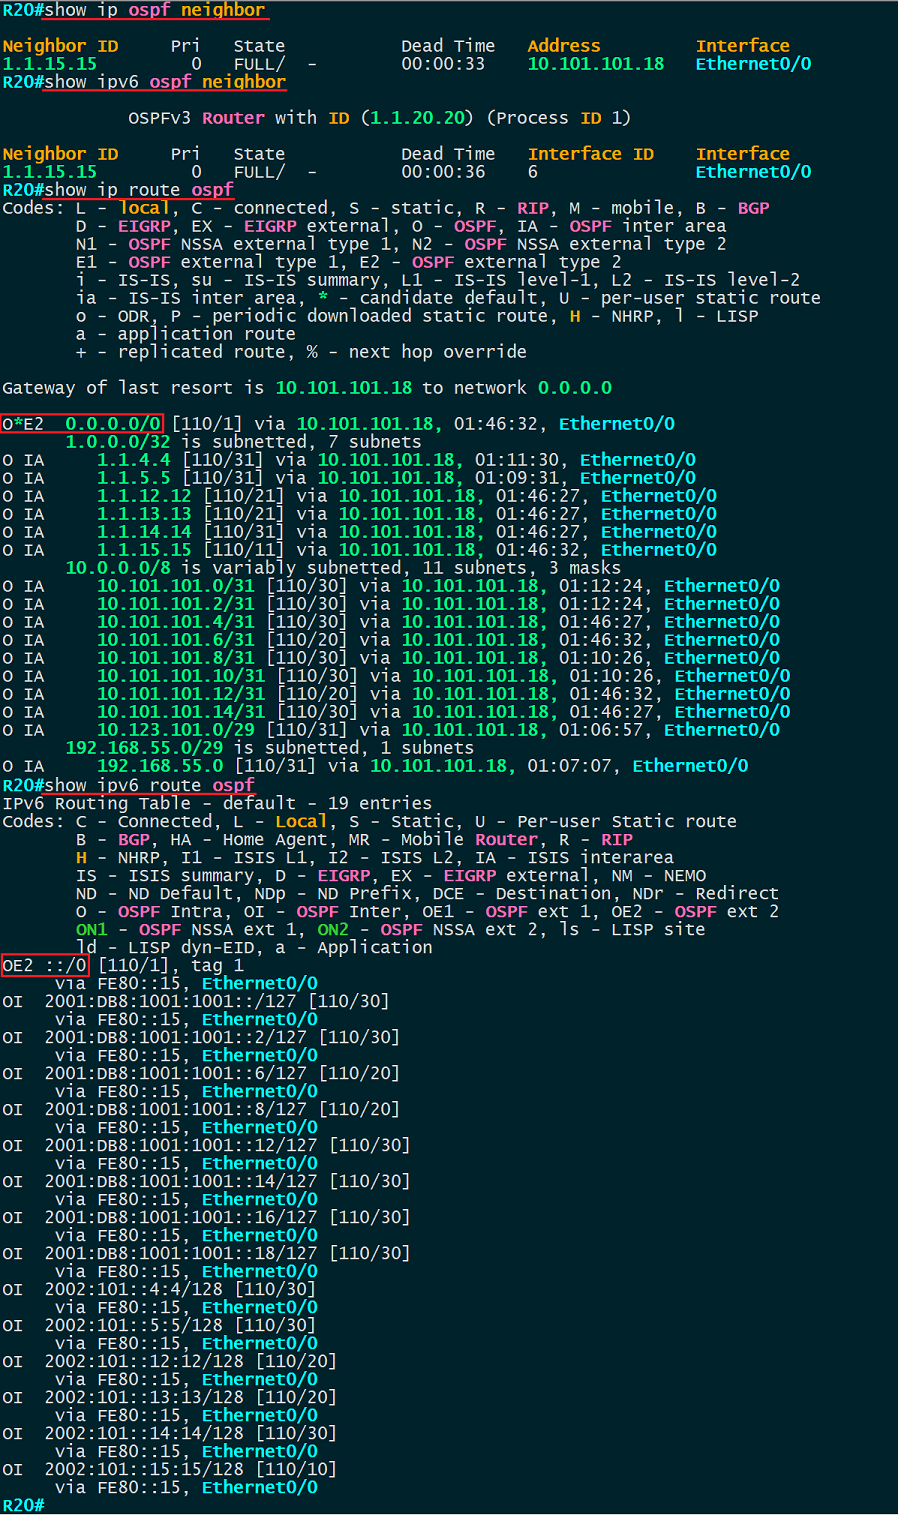 R20#show ip ospf neighbor
Neighbor ID     Pri   State           Dead Time   Address         Interface
1.1.15.15         0   FULL/  -        00:00:33    10.101.101.18   Ethernet0/0
R20#show ipv6 ospf neighbor
            OSPFv3 Router with ID (1.1.20.20) (Process ID 1)
Neighbor ID     Pri   State           Dead Time   Interface ID    Interface
1.1.15.15         0   FULL/  -        00:00:36    6               Ethernet0/0
R20#show ip route ospf
Codes: L - local, C - connected, S - static, R - RIP, M - mobile, B - BGP
       D - EIGRP, EX - EIGRP external, O - OSPF, IA - OSPF inter area
       N1 - OSPF NSSA external type 1, N2 - OSPF NSSA external type 2
       E1 - OSPF external type 1, E2 - OSPF external type 2
       i - IS-IS, su - IS-IS summary, L1 - IS-IS level-1, L2 - IS-IS level-2
       ia - IS-IS inter area, * - candidate default, U - per-user static route
       o - ODR, P - periodic downloaded static route, H - NHRP, l - LISP
       a - application route
       + - replicated route, % - next hop override
Gateway of last resort is 10.101.101.18 to network 0.0.0.0
O*E2  0.0.0.0/0 [110/1] via 10.101.101.18, 01:46:32, Ethernet0/0
      1.0.0.0/32 is subnetted, 7 subnets
O IA     1.1.4.4 [110/31] via 10.101.101.18, 01:11:30, Ethernet0/0
O IA     1.1.5.5 [110/31] via 10.101.101.18, 01:09:31, Ethernet0/0
O IA     1.1.12.12 [110/21] via 10.101.101.18, 01:46:27, Ethernet0/0
O IA     1.1.13.13 [110/21] via 10.101.101.18, 01:46:27, Ethernet0/0
O IA     1.1.14.14 [110/31] via 10.101.101.18, 01:46:27, Ethernet0/0
O IA     1.1.15.15 [110/11] via 10.101.101.18, 01:46:32, Ethernet0/0
      10.0.0.0/8 is variably subnetted, 11 subnets, 3 masks
O IA     10.101.101.0/31 [110/30] via 10.101.101.18, 01:12:24, Ethernet0/0
O IA     10.101.101.2/31 [110/30] via 10.101.101.18, 01:12:24, Ethernet0/0
O IA     10.101.101.4/31 [110/30] via 10.101.101.18, 01:46:27, Ethernet0/0
O IA     10.101.101.6/31 [110/20] via 10.101.101.18, 01:46:32, Ethernet0/0
O IA     10.101.101.8/31 [110/30] via 10.101.101.18, 01:10:26, Ethernet0/0
O IA     10.101.101.10/31 [110/30] via 10.101.101.18, 01:10:26, Ethernet0/0
O IA     10.101.101.12/31 [110/20] via 10.101.101.18, 01:46:32, Ethernet0/0
O IA     10.101.101.14/31 [110/30] via 10.101.101.18, 01:46:27, Ethernet0/0
O IA     10.123.101.0/29 [110/31] via 10.101.101.18, 01:06:57, Ethernet0/0
      192.168.55.0/29 is subnetted, 1 subnets
O IA     192.168.55.0 [110/31] via 10.101.101.18, 01:07:07, Ethernet0/0
R20#show ipv6 route ospf
IPv6 Routing Table - default - 19 entries
Codes: C - Connected, L - Local, S - Static, U - Per-user Static route
       B - BGP, HA - Home Agent, MR - Mobile Router, R - RIP
       H - NHRP, I1 - ISIS L1, I2 - ISIS L2, IA - ISIS interarea
       IS - ISIS summary, D - EIGRP, EX - EIGRP external, NM - NEMO
       ND - ND Default, NDp - ND Prefix, DCE - Destination, NDr - Redirect
       O - OSPF Intra, OI - OSPF Inter, OE1 - OSPF ext 1, OE2 - OSPF ext 2
       ON1 - OSPF NSSA ext 1, ON2 - OSPF NSSA ext 2, ls - LISP site
       ld - LISP dyn-EID, a - Application
OE2 ::/0 [110/1], tag 1
     via FE80::15, Ethernet0/0
OI  2001:DB8:1001:1001::/127 [110/30]
     via FE80::15, Ethernet0/0
OI  2001:DB8:1001:1001::2/127 [110/30]
     via FE80::15, Ethernet0/0
OI  2001:DB8:1001:1001::6/127 [110/20]
     via FE80::15, Ethernet0/0
OI  2001:DB8:1001:1001::8/127 [110/20]
     via FE80::15, Ethernet0/0
OI  2001:DB8:1001:1001::12/127 [110/30]
     via FE80::15, Ethernet0/0
OI  2001:DB8:1001:1001::14/127 [110/30]
     via FE80::15, Ethernet0/0
OI  2001:DB8:1001:1001::16/127 [110/30]
     via FE80::15, Ethernet0/0
OI  2001:DB8:1001:1001::18/127 [110/30]
     via FE80::15, Ethernet0/0
OI  2002:101::4:4/128 [110/30]
     via FE80::15, Ethernet0/0
OI  2002:101::5:5/128 [110/30]
     via FE80::15, Ethernet0/0
OI  2002:101::12:12/128 [110/20]
     via FE80::15, Ethernet0/0
OI  2002:101::13:13/128 [110/20]
     via FE80::15, Ethernet0/0
OI  2002:101::14:14/128 [110/30]
     via FE80::15, Ethernet0/0
OI  2002:101::15:15/128 [110/10]
     via FE80::15, Ethernet0/0
R20#